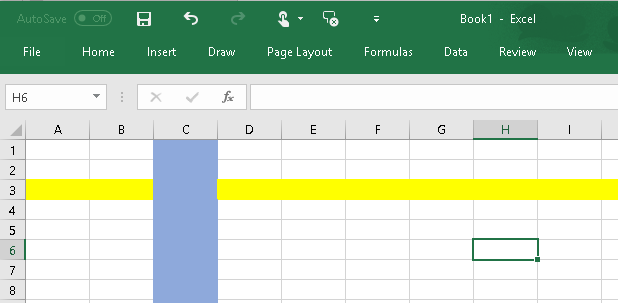 AutoSave Off Book1 - Excel
File Home Insert Draw Page Layout Formulas Data Review View
H6 fx
A B C D E F G H I
1
2
3
4
5
6
7
8